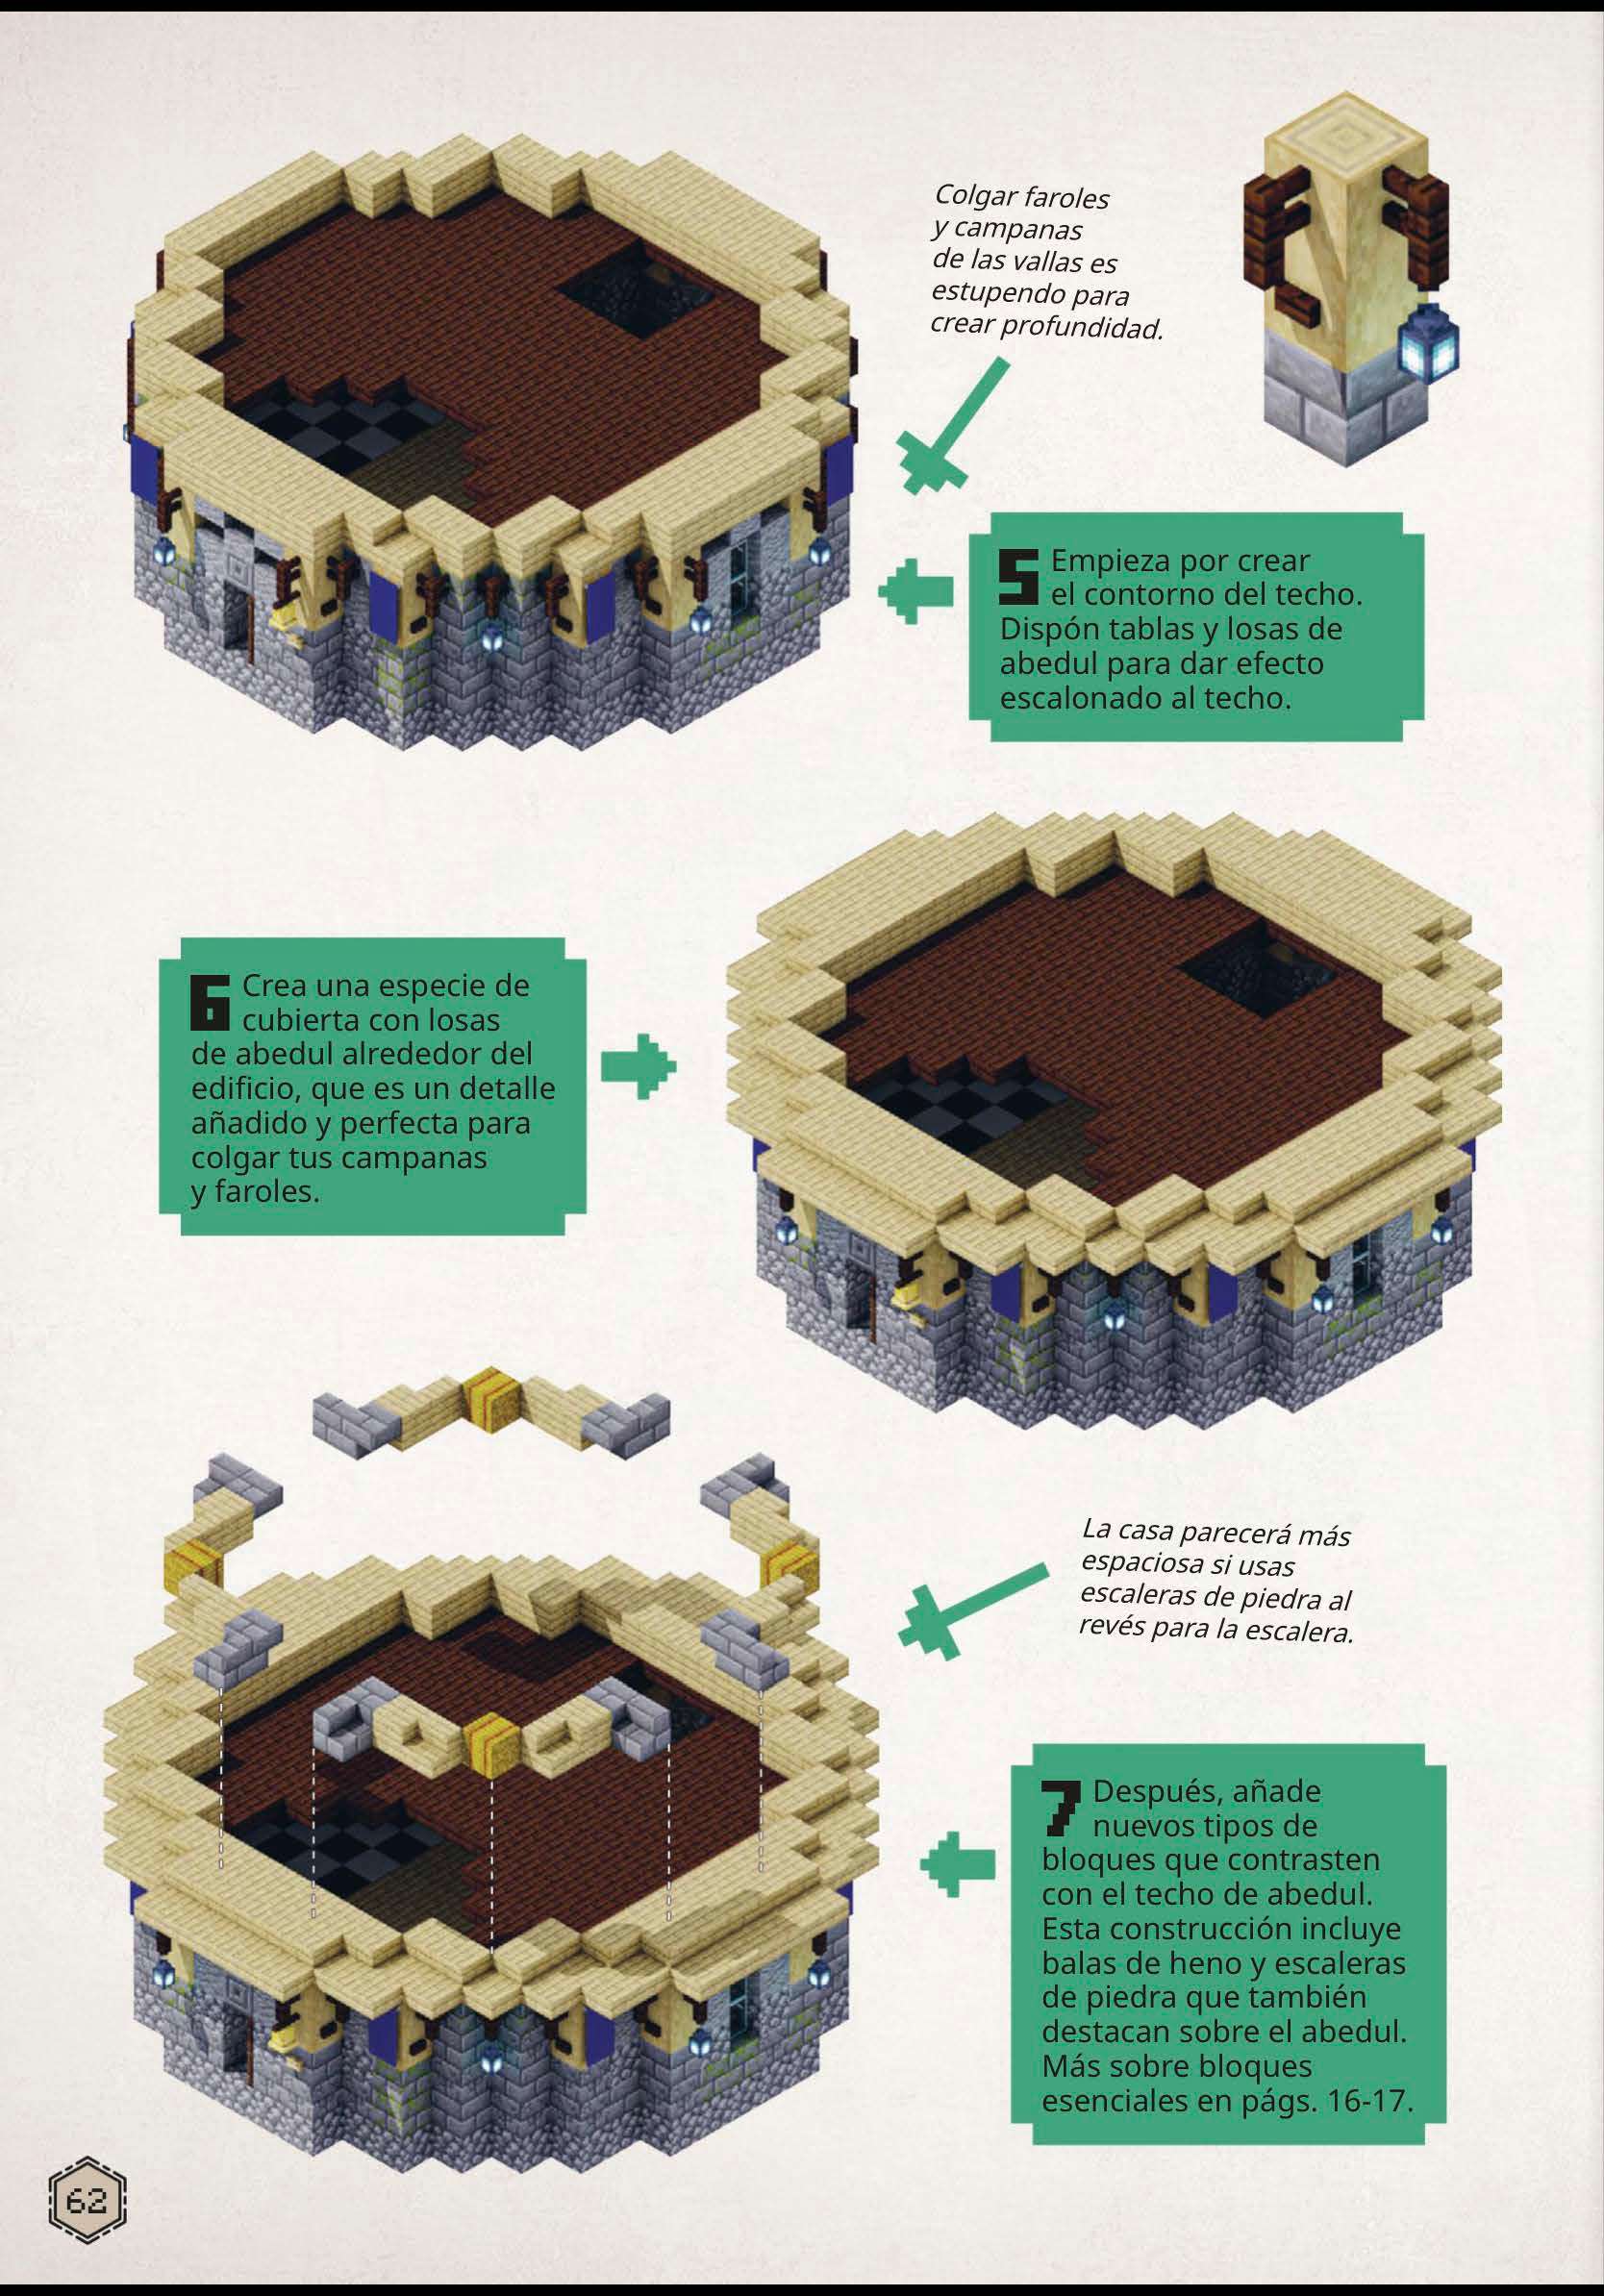 Colgar faroles
y campanas
de las vallas es
estupendo para
crear profundidad.
5 Empieza por crear
el contorno del techo.
Dispón tablas y losas de
abedul para dar efecto
escalonado al techo.
6 Crea una especie de
cubierta con losas
de abedul alrededor del
edificio, que es un detalle
añadido y perfecta para
colgar tus campanas
y faroles.
La casa parecerá más
espaciosa si usas
escaleras de piedra al
revés para la escalera.
7 Después, añade
nuevos tipos de
bloques que contrasten
con el techo de abedul.
Esta construcción incluye
balas de heno y escaleras
de piedra que también
destacan sobre el abedul.
Más sobre bloques
esenciales en págs. 16-17.
62